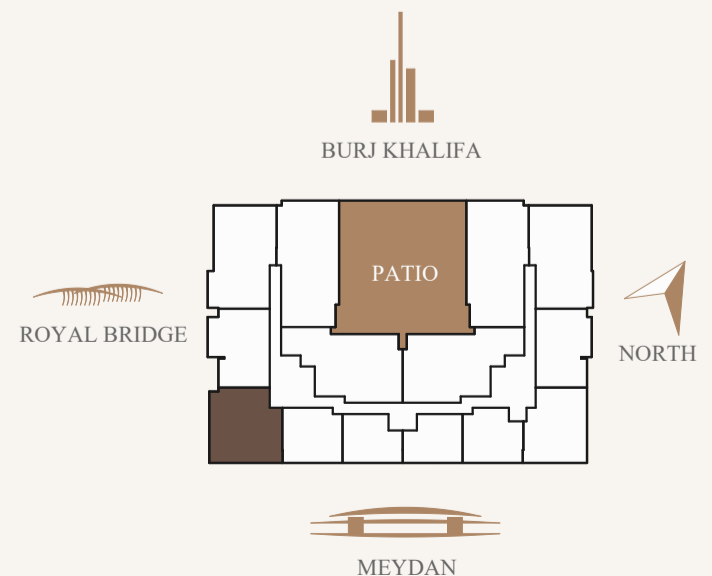 BURJ KHALIFA
PATIO
ROYAL BRIDGE
NORTH
MEYDAN